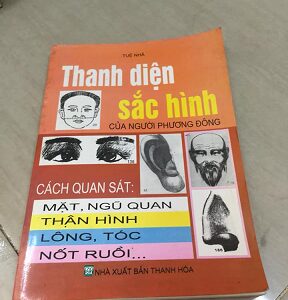 TUỆ NHÃ
Thanh diện
sắc hình
CỦA NGƯỜI PHƯƠNG ĐÔNG
CÁCH QUAN SÁT:
MẶT, NGŨ QUAN
THÂN HÌNH
LÔNG, TÓC
NỐT RUỒI...
NHÀ XUẤT BẢN THANH HÓA